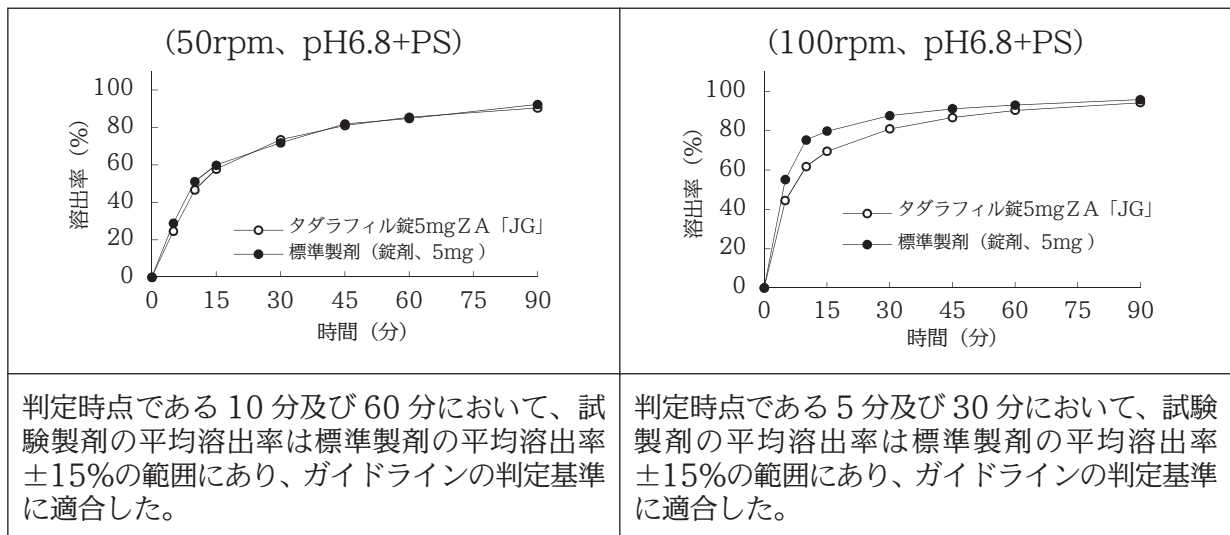 (50rpm、pH6.8+PS)
溶出率 (%)
100
80
60
40
20
0
タダラフィル錠5mgZA「JG」
標準製剤(錠剤、5mg)
0 15 30 45 60 75 90
時間(分)
判定時点である 10 分及び 60 分において、試
験製剤の平均溶出率は標準製剤の平均溶出率
±15%の範囲にあり、ガイドラインの判定基準
に適合した。
(100rpm、pH6.8+PS)
溶出率 (%)
100
80
60
40
20
0
タダラフィル錠5mgZA「JG」
標準製剤(錠剤、5mg)
0 15 30 45 60 75 90
時間(分)
判定時点である 5 分及び 30 分において、試験
製剤の平均溶出率は標準製剤の平均溶出率
±15%の範囲にあり、ガイドラインの判定基準
に適合した。